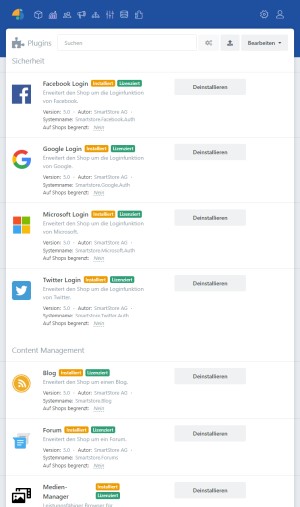 Plugins
Suchen
Bearbeiten
Sicherheit
Facebook Login Installiert Lizenziert
Erweitert den Shop um die Loginfunktion
von Facebook.
Version: 5.0 · Autor: SmartStore AG ·
Systemname: Smartstore.Facebook.Auth
Auf Shops begrenzt: Nein
Deinstallieren
Google Login Installiert Lizenziert
Erweitert den Shop um die Loginfunktion
von Google.
Version: 5.0 · Autor: SmartStore AG ·
Systemname: Smartstore.Google.Auth
Auf Shops begrenzt: Nein
Deinstallieren
Microsoft Login Installiert Lizenziert
Erweitert den Shop um die Loginfunktion
von Microsoft.
Version: 5.0 · Autor: SmartStore AG ·
Systemname: Smartstore.Microsoft.Auth
Auf Shops begrenzt: Nein
Deinstallieren
Twitter Login Installiert Lizenziert
Erweitert den Shop um die Loginfunktion
von Twitter.
Version: 5.0 · Autor: SmartStore AG ·
Systemname: Smartstore.Twitter.Auth
Auf Shops begrenzt: Nein
Deinstallieren
Content Management
Blog Installiert Lizenziert
Erweitert den Shop um einen Blog.
Version: 5.0 · Autor: SmartStore AG ·
Systemname: Smartstore.Blog
Auf Shops begrenzt: Nein
Deinstallieren
Forum Installiert Lizenziert
Erweitert den Shop um ein Forum.
Version: 5.0 · Autor: SmartStore AG ·
Systemname: Smartstore.Forums
Auf Shops begrenzt: Nein
Deinstallieren
Medien-
Manager Installiert
Lizenziert
Leistungsfähiger Browser für
Deinstallieren